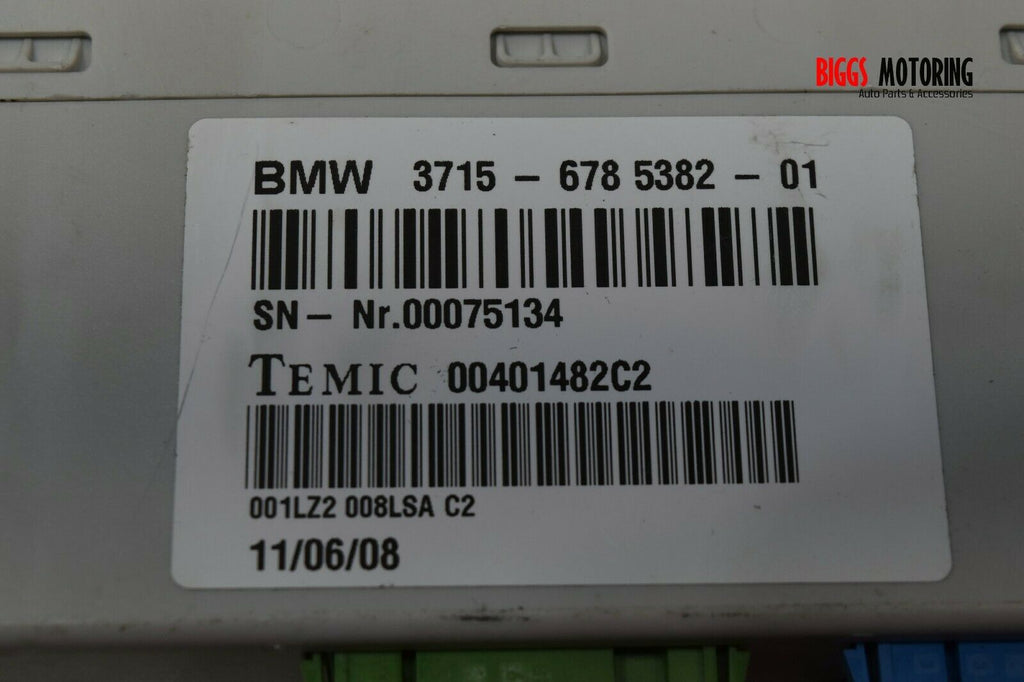 BIGGS MOTORING
Auto Parts & Accessories
BMW 3715 – 678 5382 – 01
SN – Nr.00075134
TEMIC 00401482C2
001LZ2 008LSA C2
11/06/08